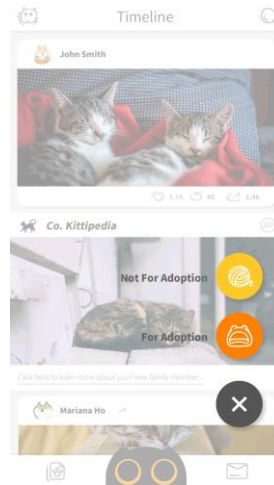 Timeline
John Smith
1.1k 45 1.4k
Co. Kittipedia
Not For Adoption
For Adoption
Click here to learn more about your new family member...
Mariana Ho